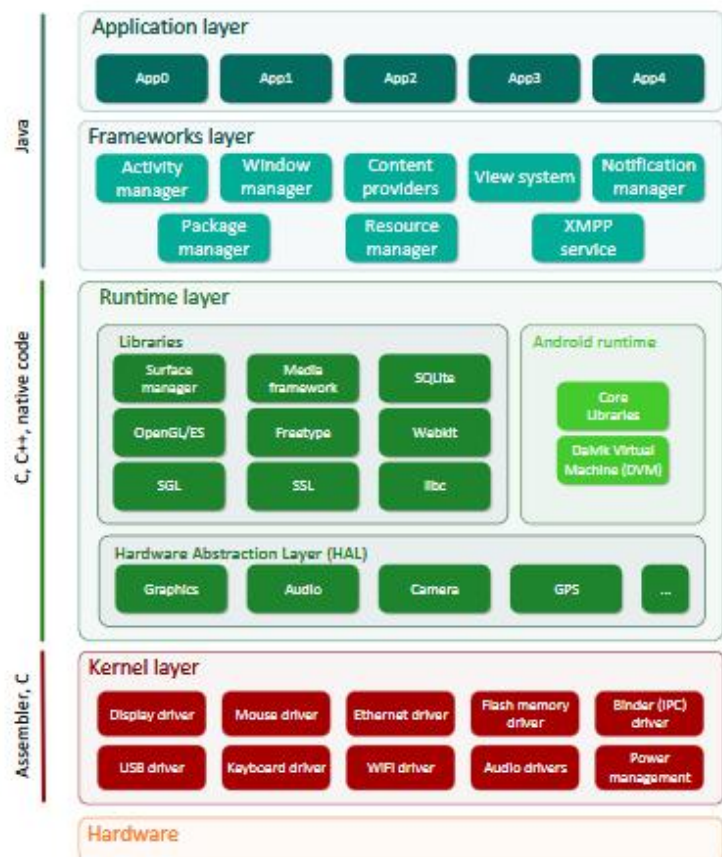 Application layer
App0 App1 App2 App3 App4
Java
Frameworks layer
Activity
manager
Window
manager
Content
providers
View system
Notification
manager
Package
manager
Resource
manager
XMPP
service
C, C++, native code
Runtime layer
Libraries
Surface
manager
Media
framework
SQLite
OpenGL/ES
Freetype
Webkit
SGL
SSL
libc
Android runtime
Core
Libraries
Dalvik Virtual
Machine (DVM)
Hardware Abstraction Layer (HAL)
Graphics
Audio
Camera
GPS
...
Assembler, C
Kernel layer
Display driver
Mouse driver
Ethernet driver
Flash memory
driver
Binder (IPC)
driver
USB driver
Keyboard driver
WIFI driver
Audio drivers
Power
management
Hardware